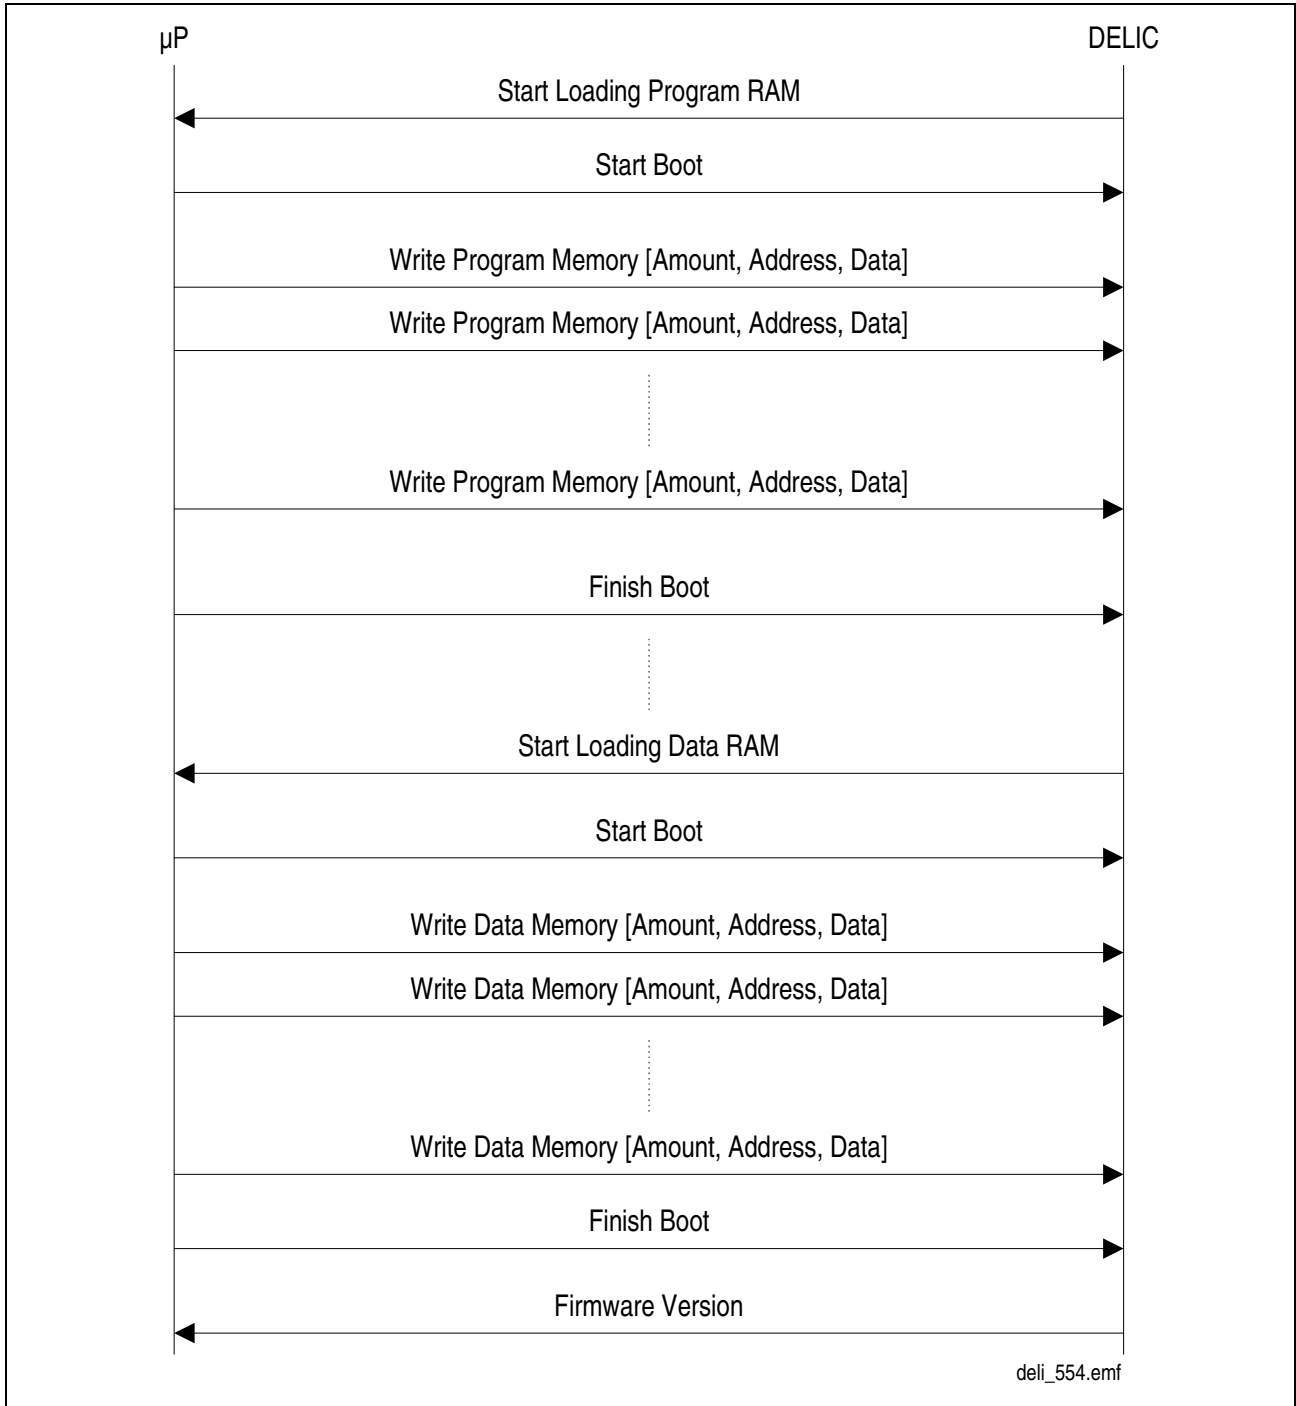 µP DELIC
Start Loading Program RAM
Start Boot
Write Program Memory [Amount, Address, Data]
Write Program Memory [Amount, Address, Data]
Write Program Memory [Amount, Address, Data]
Finish Boot
Start Loading Data RAM
Start Boot
Write Data Memory [Amount, Address, Data]
Write Data Memory [Amount, Address, Data]
Write Data Memory [Amount, Address, Data]
Finish Boot
Firmware Version
deli_554.emf